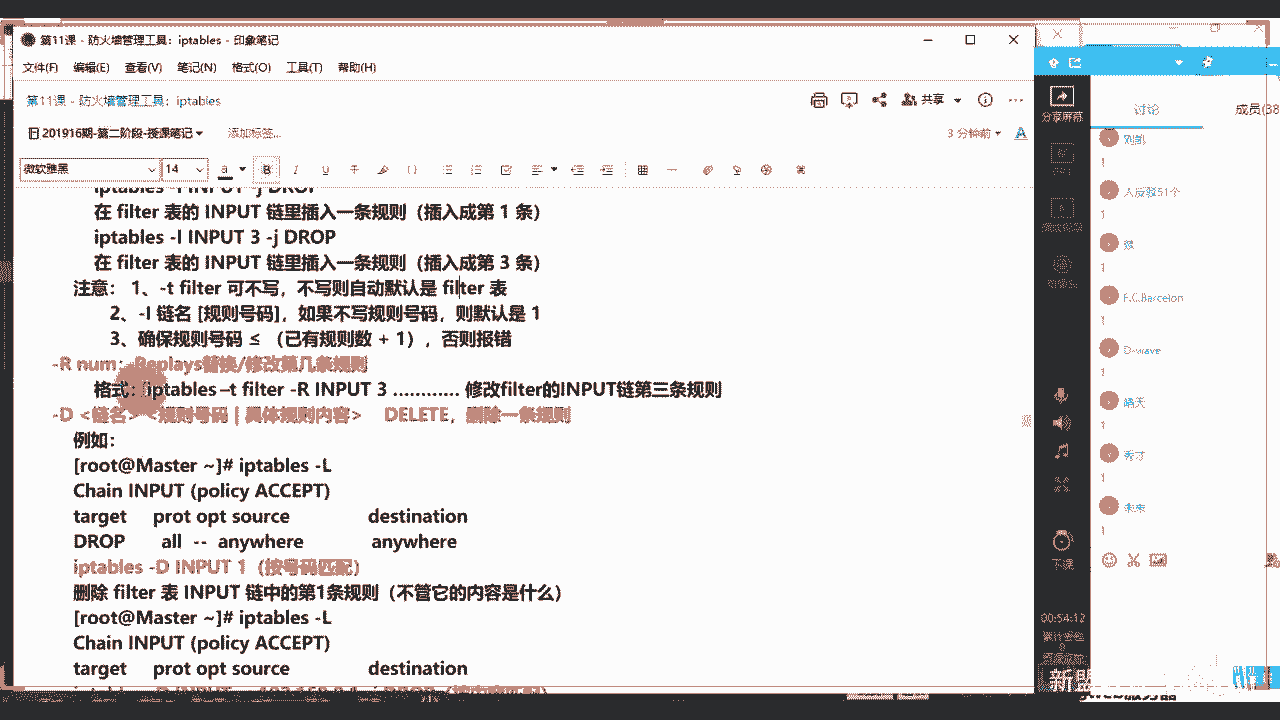 第11课 - 防火墙管理工具：iptables - 印象笔记
文件(F) 编辑(E) 查看(V) 笔记(N) 格式(O) 工具(T) 帮助(H)
第11课 - 防火墙管理工具：iptables
共享
201916期-第二阶段-授课笔记
添加标签...
3 分钟前
微软雅黑 14
iptables -I INPUT -j DROP
在 filter 表的 INPUT 链里插入一条规则（插入成第 1 条）
iptables -I INPUT 3 -j DROP
在 filter 表的 INPUT 链里插入一条规则（插入成第 3 条）
注意： 1、-t filter 可不写，不写则自动默认是 filter 表
2、-I 链名 [规则号码]，如果不写规则号码，则默认是 1
3、确保规则号码 ≤ （已有规则数 + 1），否则报错
-R num：Replays替换/修改第几条规则
格式：iptables –t filter -R INPUT 3 ………… 修改filter的INPUT链第三条规则
-D <链名> <规则号码 | 具体规则内容> DELETE，删除一条规则
例如：
[root@Master ~]# iptables -L
Chain INPUT (policy ACCEPT)
target prot opt source destination
DROP all -- anywhere anywhere
iptables -D INPUT 1（按号码匹配）
删除 filter 表 INPUT 链中的第1条规则（不管它的内容是什么）
[root@Master ~]# iptables -L
Chain INPUT (policy ACCEPT)
target prot opt source destination
分享屏幕
下课
00:54:12
讨论
成员(38
1
人反驳51个
1
1
F.C.Barcelon
1
D-wave
1
晴天
1
秀才
1
未来
1
新盟